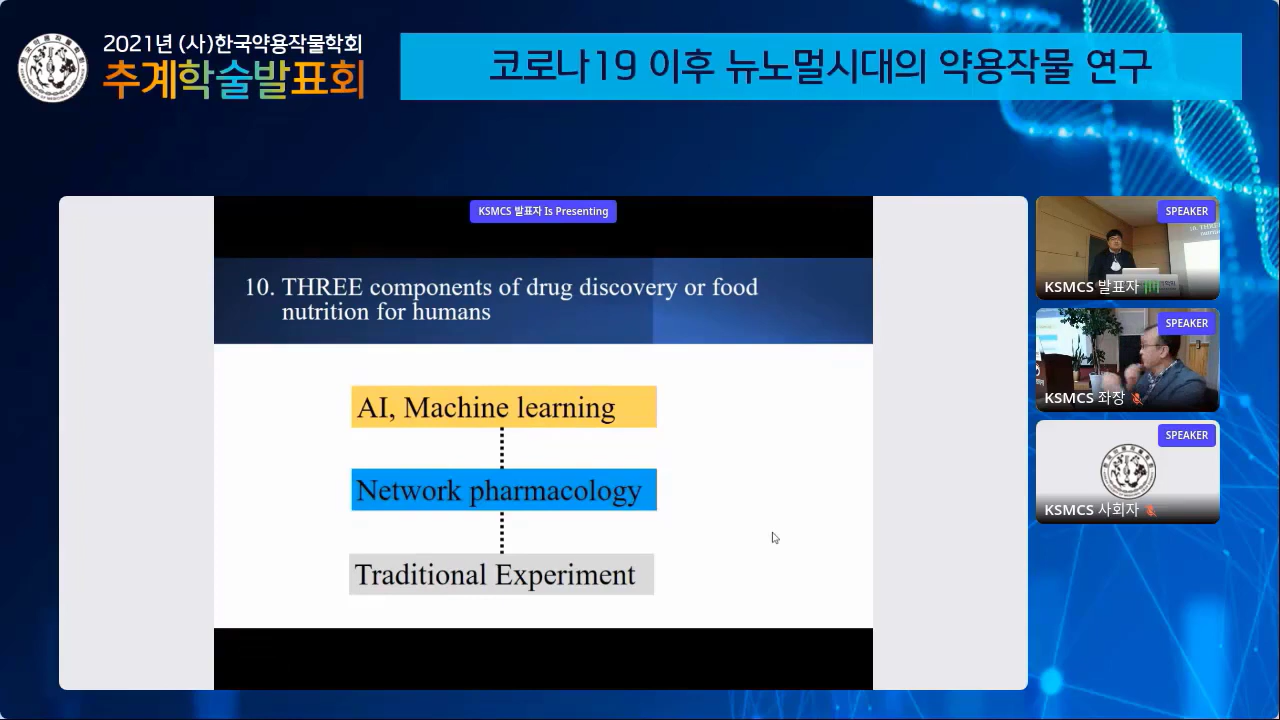 2021년 (사)한국약용작물학회
추계학술발표회
코로나19 이후 뉴노멀시대의 약용작물 연구
KSMCS 발표자 Is Presenting
10. THREE components of drug discovery or food
nutrition for humans
AI, Machine learning
Network pharmacology
Traditional Experiment
SPEAKER
KSMCS 발표자
SPEAKER
KSMCS 좌장
SPEAKER
KSMCS 사회자